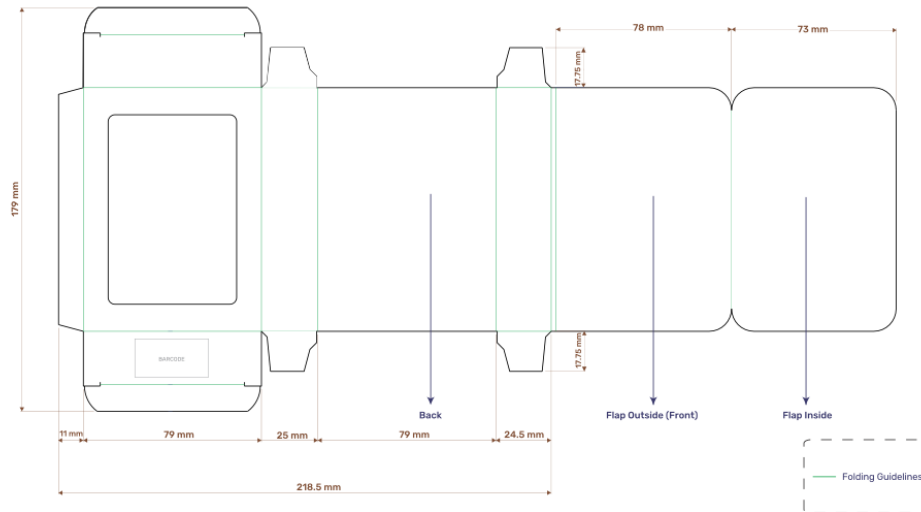 78 mm
73 mm
17.75 mm
179 mm
BARCODE
17.75 mm
Back
Flap Outside (Front)
Flap Inside
11 mm
79 mm
25 mm
79 mm
24.5 mm
218.5 mm
Folding Guidelines